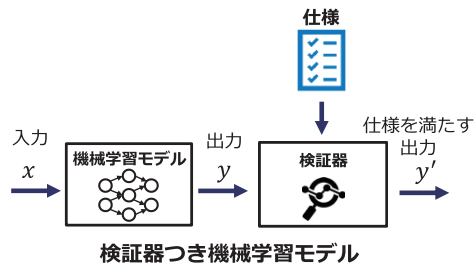 仕様
入力
x
機械学習モデル
出力
y
検証器
仕様を満たす
出力
y′
検証器つき機械学習モデル